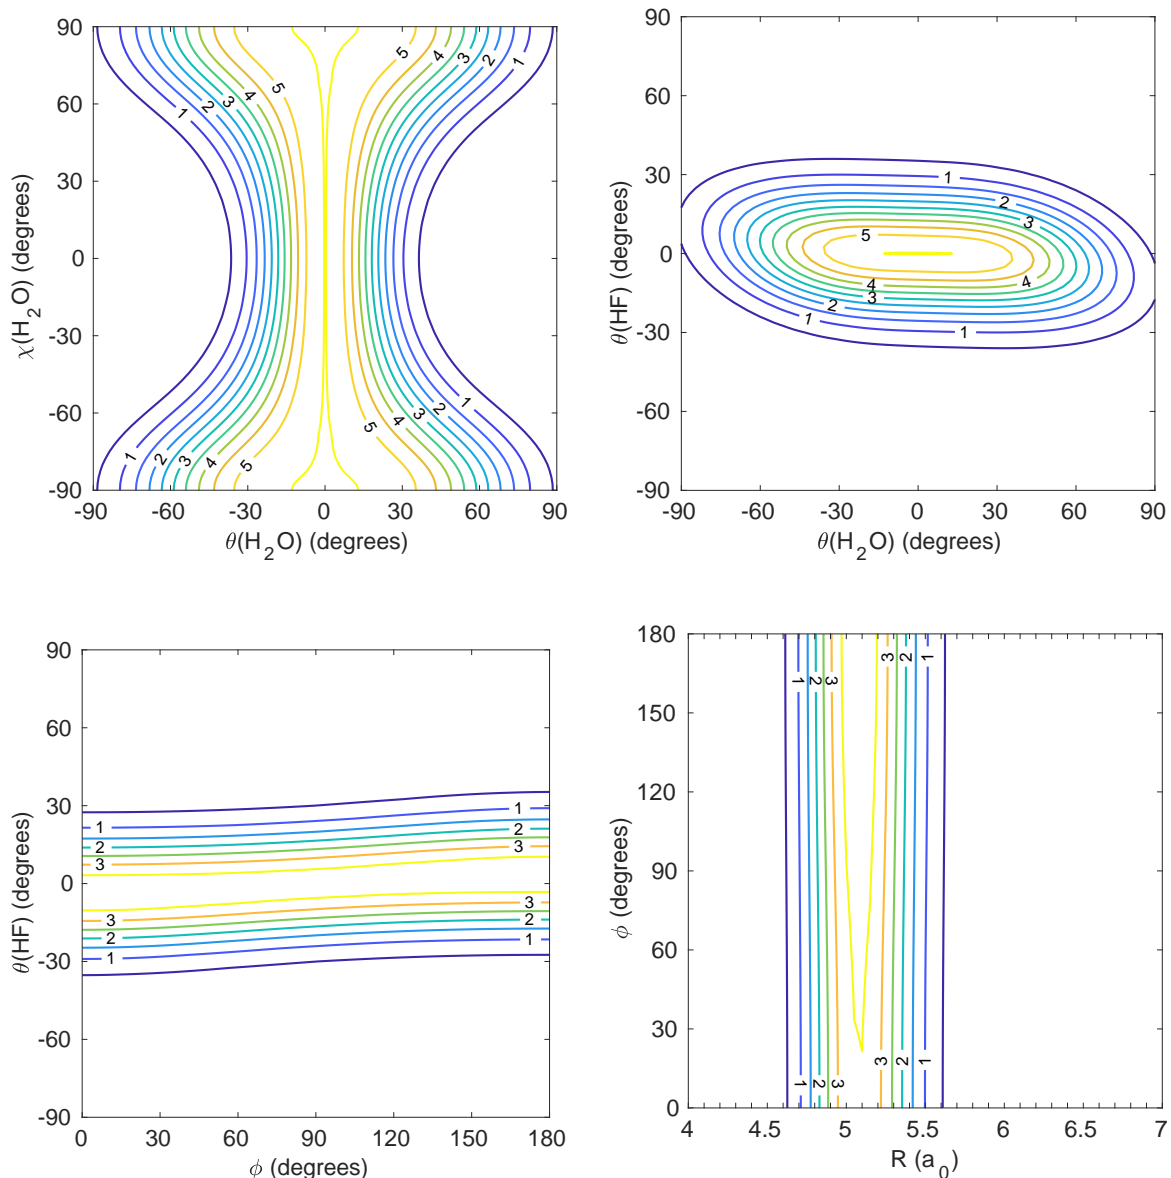 90
60
30
0
-30
-60
-90
χ(H2O) (degrees)
-90 -60 -30 0 30 60 90
θ(H2O) (degrees)
5 4 3 2 1
5 4 3 2 1
1 2 3 4 5
5 4 3 2 1
90
60
30
0
-30
-60
-90
θ(HF) (degrees)
-90 -60 -30 0 30 60 90
θ(H2O) (degrees)
1
2
3
5
4
4
3
2
1
1
90
60
30
0
-30
-60
-90
θ(HF) (degrees)
0 30 60 90 120 150 180
φ (degrees)
1
2
3
1
2
3
3
2
1
3
2
1
180
150
120
90
60
30
0
φ (degrees)
4 4.5 5 5.5 6 6.5 7
R (a0)
1 2 3 3 2 1
1 2 3 3 2 1